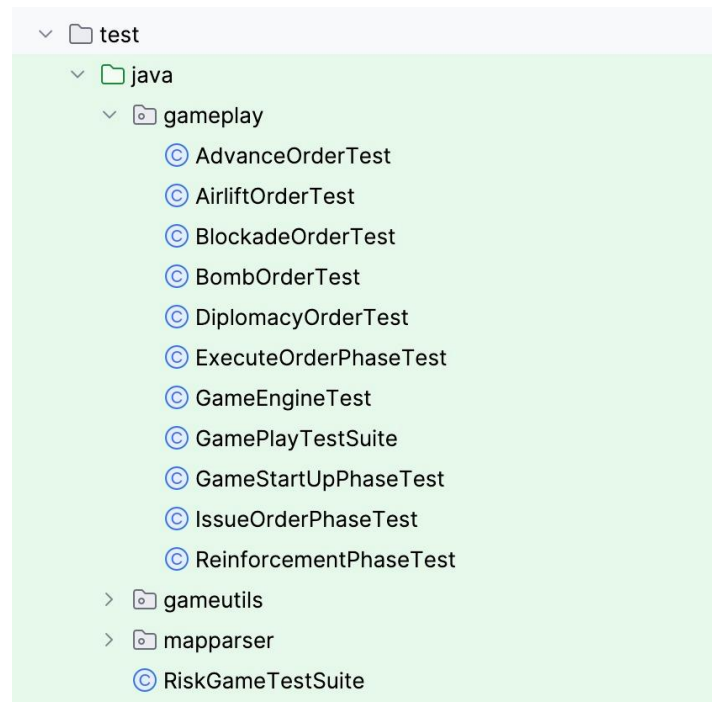 test
java
gameplay
AdvanceOrderTest
AirliftOrderTest
BlockadeOrderTest
BombOrderTest
DiplomacyOrderTest
ExecuteOrderPhaseTest
GameEngineTest
GamePlayTestSuite
GameStartUpPhaseTest
IssueOrderPhaseTest
ReinforcementPhaseTest
gameutils
mapparser
RiskGameTestSuite